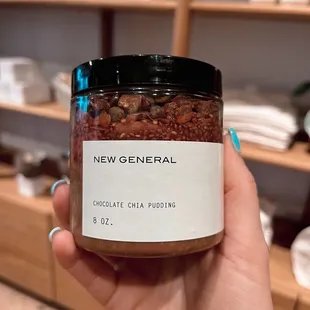 NEW GENERAL
CHOCOLATE CHIA PUDDING
8 OZ.